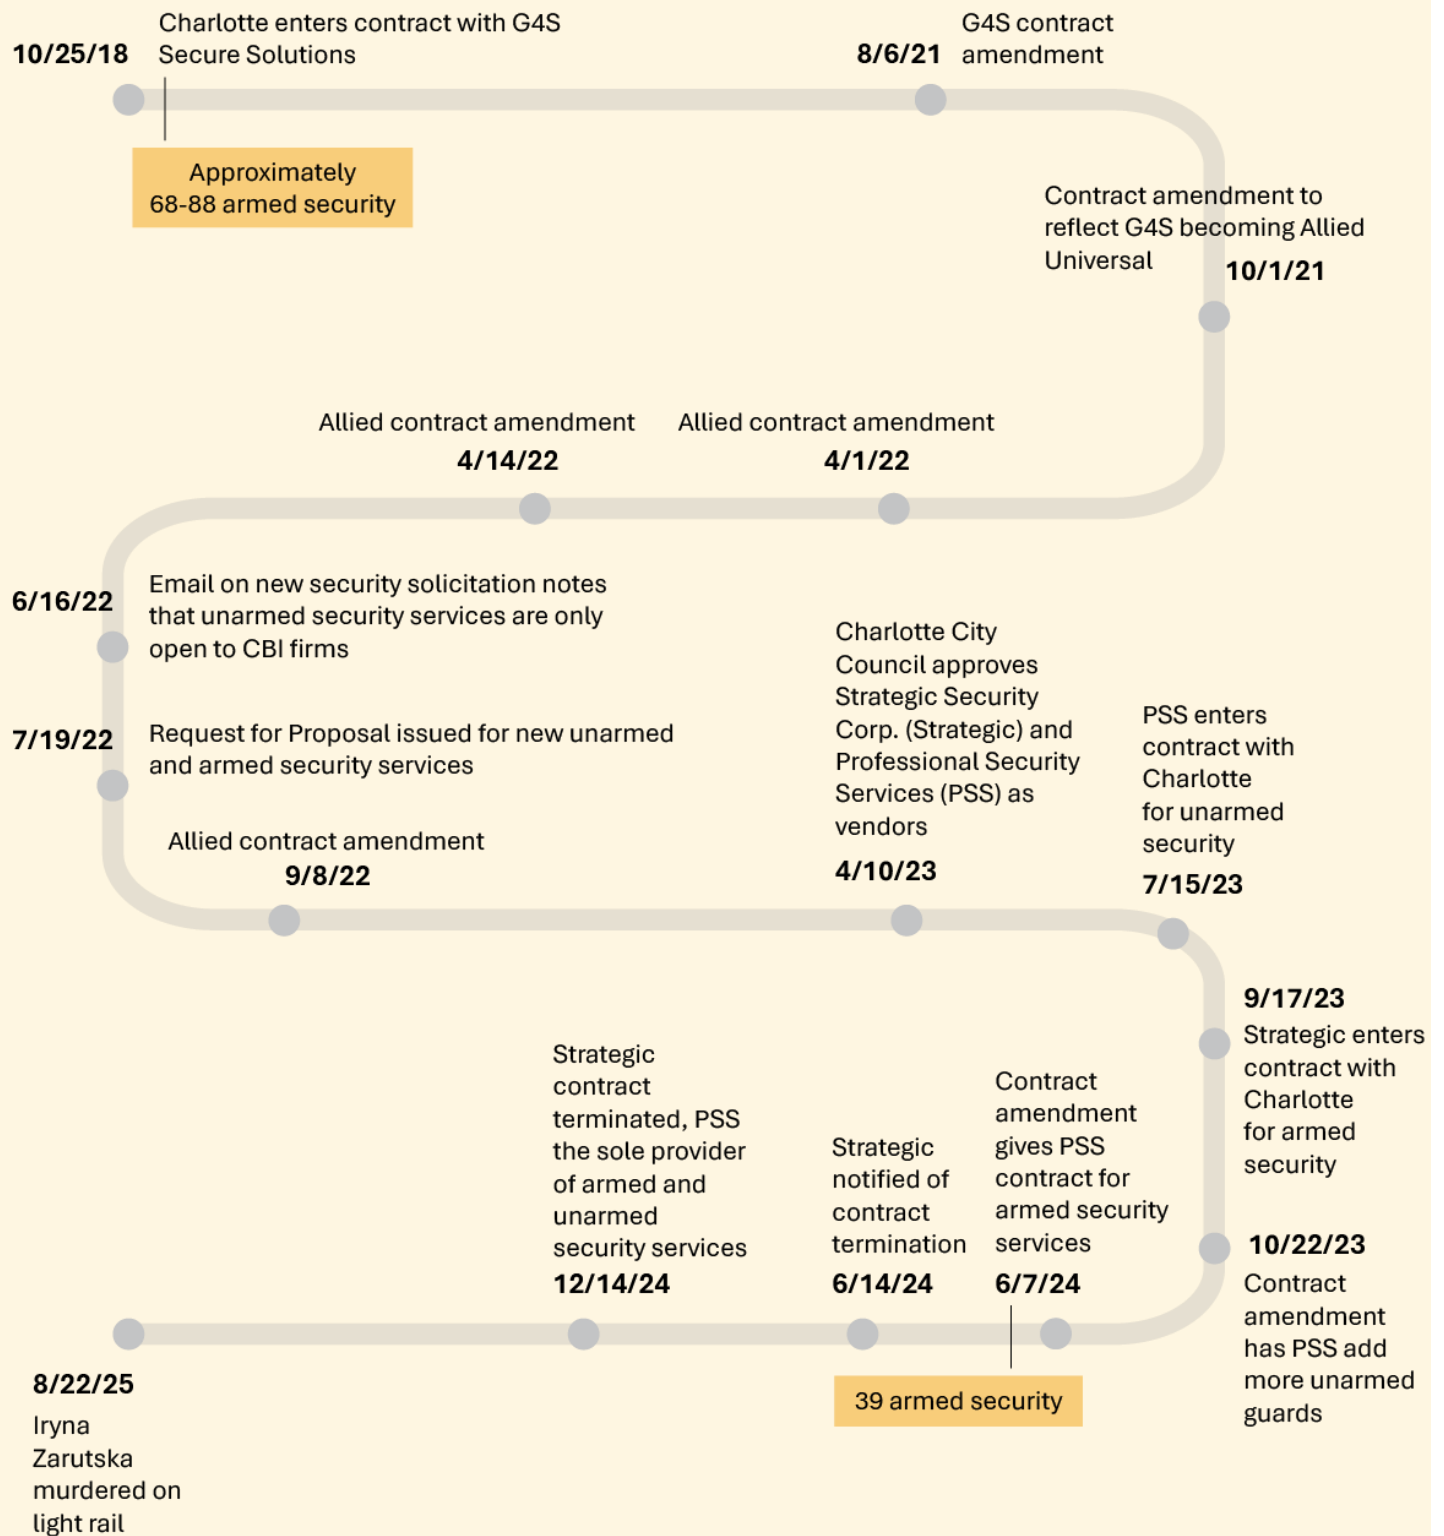 10/25/18
Charlotte enters contract with G4S
Secure Solutions
Approximately
68-88 armed security
8/6/21
G4S contract
amendment
Contract amendment to
reflect G4S becoming Allied
Universal
10/1/21
Allied contract amendment
4/1/22
Allied contract amendment
4/14/22
6/16/22
Email on new security solicitation notes
that unarmed security services are only
open to CBI firms
7/19/22
Request for Proposal issued for new unarmed
and armed security services
Allied contract amendment
9/8/22
Charlotte City
Council approves
Strategic Security
Corp. (Strategic) and
Professional Security
Services (PSS) as
vendors
4/10/23
PSS enters
contract with
Charlotte
for unarmed
security
7/15/23
9/17/23
Strategic enters
contract with
Charlotte
for armed
security
10/22/23
Contract
amendment
has PSS add
more unarmed
guards
Contract
amendment
gives PSS
contract for
armed security
services
6/7/24
39 armed security
Strategic
notified of
contract
termination
6/14/24
Strategic
contract
terminated, PSS
the sole provider
of armed and
unarmed
security services
12/14/24
8/22/25
Iryna
Zarutska
murdered on
light rail